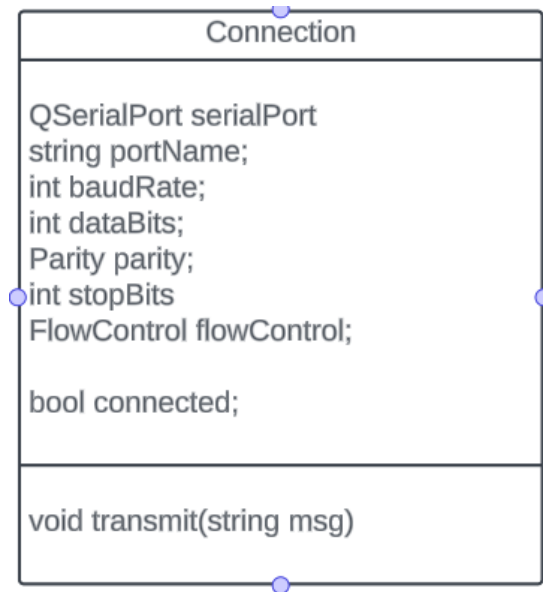 Connection
QSerialPort serialPort
string portName;
int baudRate;
int dataBits;
Parity parity;
int stopBits
FlowControl flowControl;
bool connected;
void transmit(string msg)